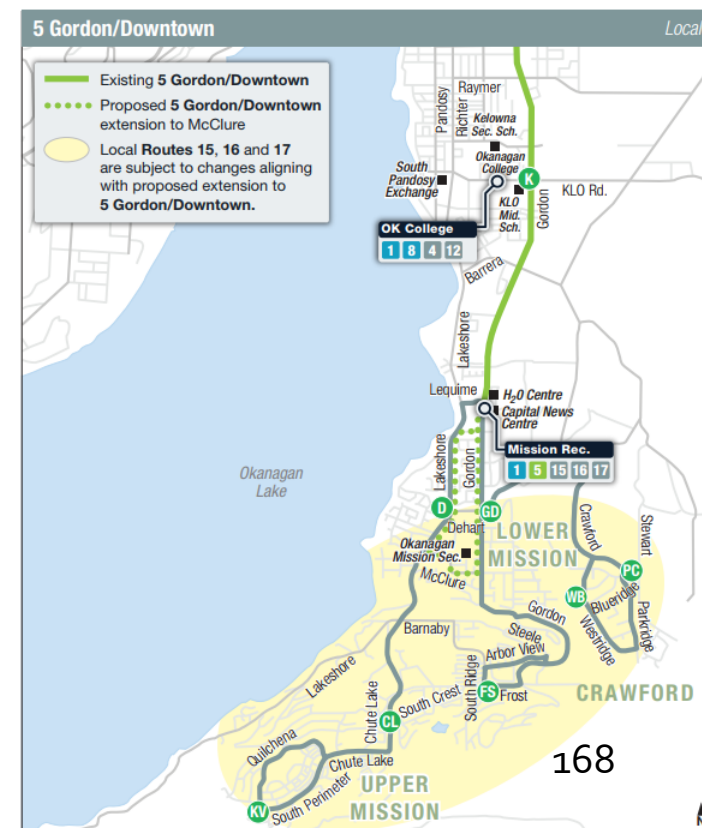 5 Gordon/Downtown
Local
Existing 5 Gordon/Downtown
Proposed 5 Gordon/Downtown
extension to McClure
Local Routes 15, 16 and 17
are subject to changes aligning
with proposed extension to
5 Gordon/Downtown.
Raymer
Pandosy
Richter
Kelowna
Sec. Sch.
Okanagan
College
South
Pandosy
Exchange
K
KLO Rd.
KLO
Mid.
Sch.
Gordon
OK College
1 8 4 12
Barrera
Lakeshore
Lequime
H2O Centre
Capital News
Centre
Mission Rec.
1 5 15 16 17
Okanagan
Lake
Lakeshore
Gordon
D
GD
Dehart
LOWER
MISSION
Okanagan
Mission Sec.
McClure
Crawford
Stewart
PC
WB
Blueridge
Westridge
Parkridge
Gordon
Steele
Arbor View
Barnaby
Lakeshore
South Ridge
FS
Frost
CRAWFORD
Chute Lake
CL
South Crest
Quilchena
Chute Lake
KV
South Perimeter
UPPER
MISSION
168